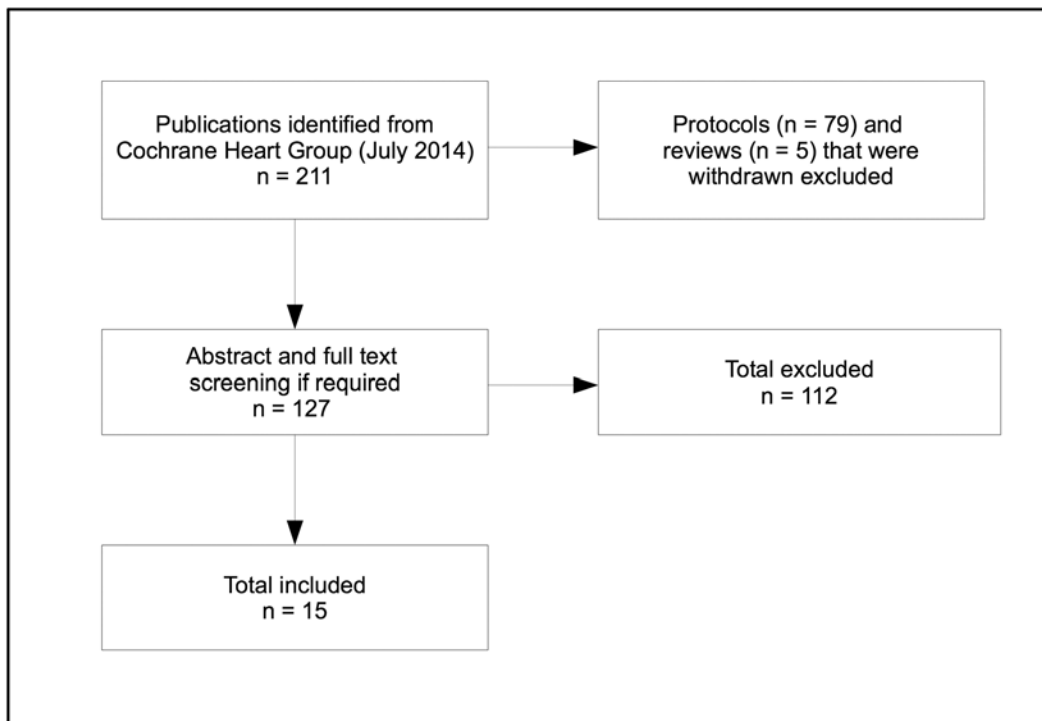 Publications identified from
Cochrane Heart Group (July 2014)
n = 211
Protocols (n = 79) and
reviews (n = 5) that were
withdrawn excluded
Abstract and full text
screening if required
n = 127
Total excluded
n = 112
Total included
n = 15